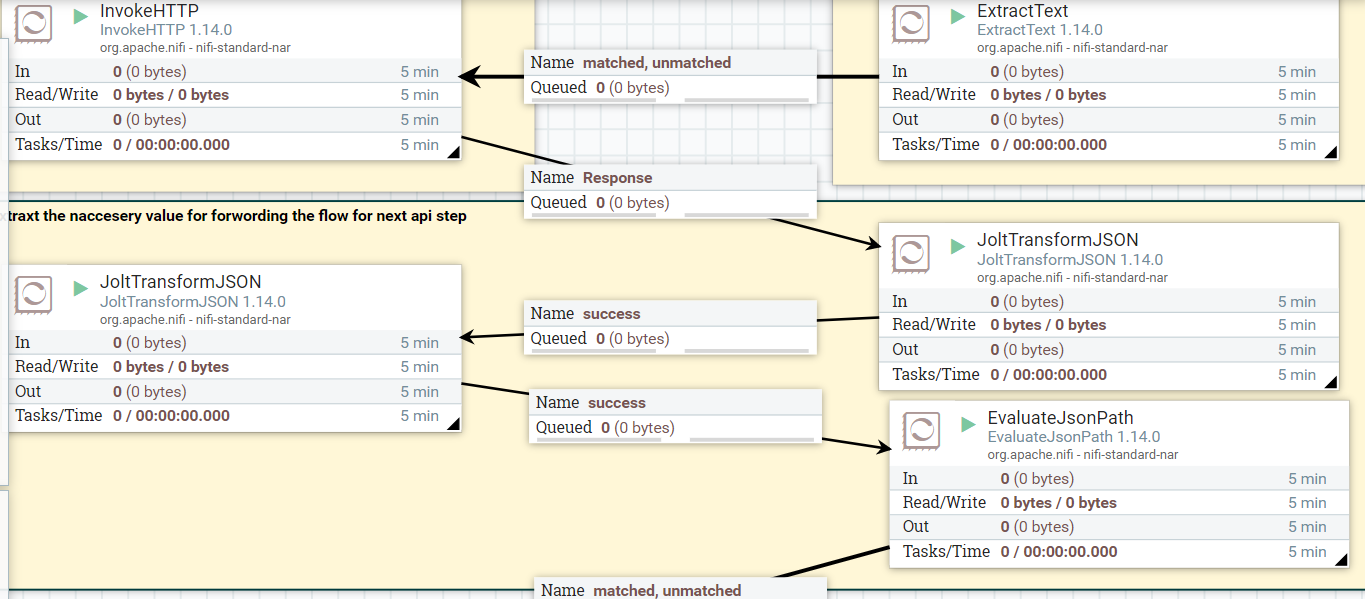 InvokeHTTP
InvokeHTTP 1.14.0
org.apache.nifi - nifi-standard-nar
In 0 (0 bytes) 5 min
Read/Write 0 bytes / 0 bytes 5 min
Out 0 (0 bytes) 5 min
Tasks/Time 0 / 00:00:00.000 5 min
Name matched, unmatched
Queued 0 (0 bytes)
ExtractText
ExtractText 1.14.0
org.apache.nifi - nifi-standard-nar
In 0 (0 bytes) 5 min
Read/Write 0 bytes / 0 bytes 5 min
Out 0 (0 bytes) 5 min
Tasks/Time 0 / 00:00:00.000 5 min
Name Response
Queued 0 (0 bytes)
traxt the naccesery value for forwording the flow for next api step
JoltTransformJSON
JoltTransformJSON 1.14.0
org.apache.nifi - nifi-standard-nar
In 0 (0 bytes) 5 min
Read/Write 0 bytes / 0 bytes 5 min
Out 0 (0 bytes) 5 min
Tasks/Time 0 / 00:00:00.000 5 min
Name success
Queued 0 (0 bytes)
JoltTransformJSON
JoltTransformJSON 1.14.0
org.apache.nifi - nifi-standard-nar
In 0 (0 bytes) 5 min
Read/Write 0 bytes / 0 bytes 5 min
Out 0 (0 bytes) 5 min
Tasks/Time 0 / 00:00:00.000 5 min
Name success
Queued 0 (0 bytes)
EvaluateJsonPath
EvaluateJsonPath 1.14.0
org.apache.nifi - nifi-standard-nar
In 0 (0 bytes) 5 min
Read/Write 0 bytes / 0 bytes 5 min
Out 0 (0 bytes) 5 min
Tasks/Time 0 / 00:00:00.000 5 min
Name matched, unmatched